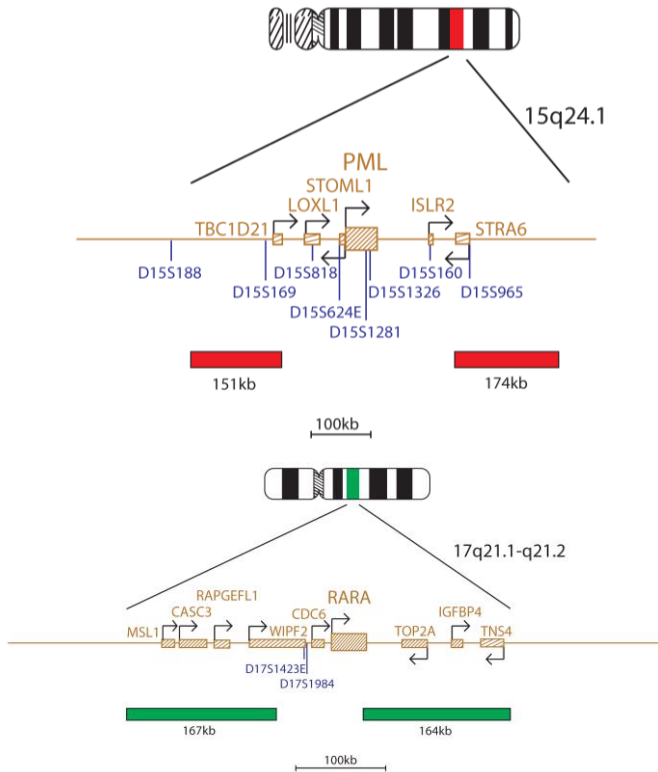 15q24.1
PML
STOML1
LOXL1
ISLR2
TBC1D21
STRA6
D15S188
D15S818
D15S160
D15S169
D15S1326
D15S965
D15S624E
D15S1281
151kb
174kb
100kb
17q21.1-q21.2
RAPGEFL1
RARA
CASC3
CDC6
IGFBP4
MSL1
WIPF2
TOP2A
TNS4
D17S1423E
D17S1984
167kb
164kb
100kb